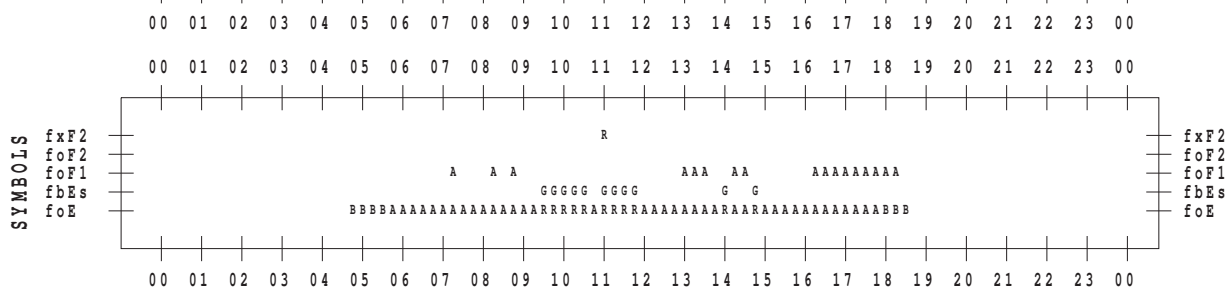 00 01 02 03 04 05 06 07 08 09 10 11 12 13 14 15 16 17 18 19 20 21 22 23 00
00 01 02 03 04 05 06 07 08 09 10 11 12 13 14 15 16 17 18 19 20 21 22 23 00
SYMBOLS
fxF2 R fxF2
foF2 foF2
foF1 A A A AAA AA AAAAAAAAA foF1
fbEs GGGGG GGGG G G fbEs
foE BBBBAAAAAAAAAAAAAAARRRRRARRRRAAAAAAAARAARAAAAAAAAAAAABBB foE
00 01 02 03 04 05 06 07 08 09 10 11 12 13 14 15 16 17 18 19 20 21 22 23 00